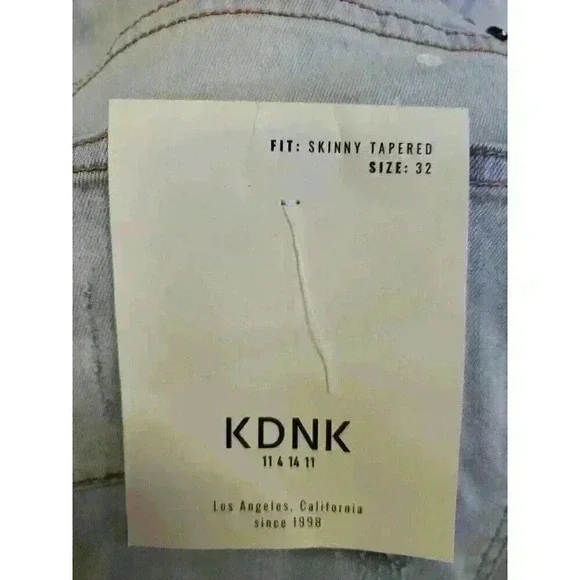 FIT: SKINNY TAPERED
SIZE: 32
KDNK
11 4 14 11
Los Angeles, California
since 1998